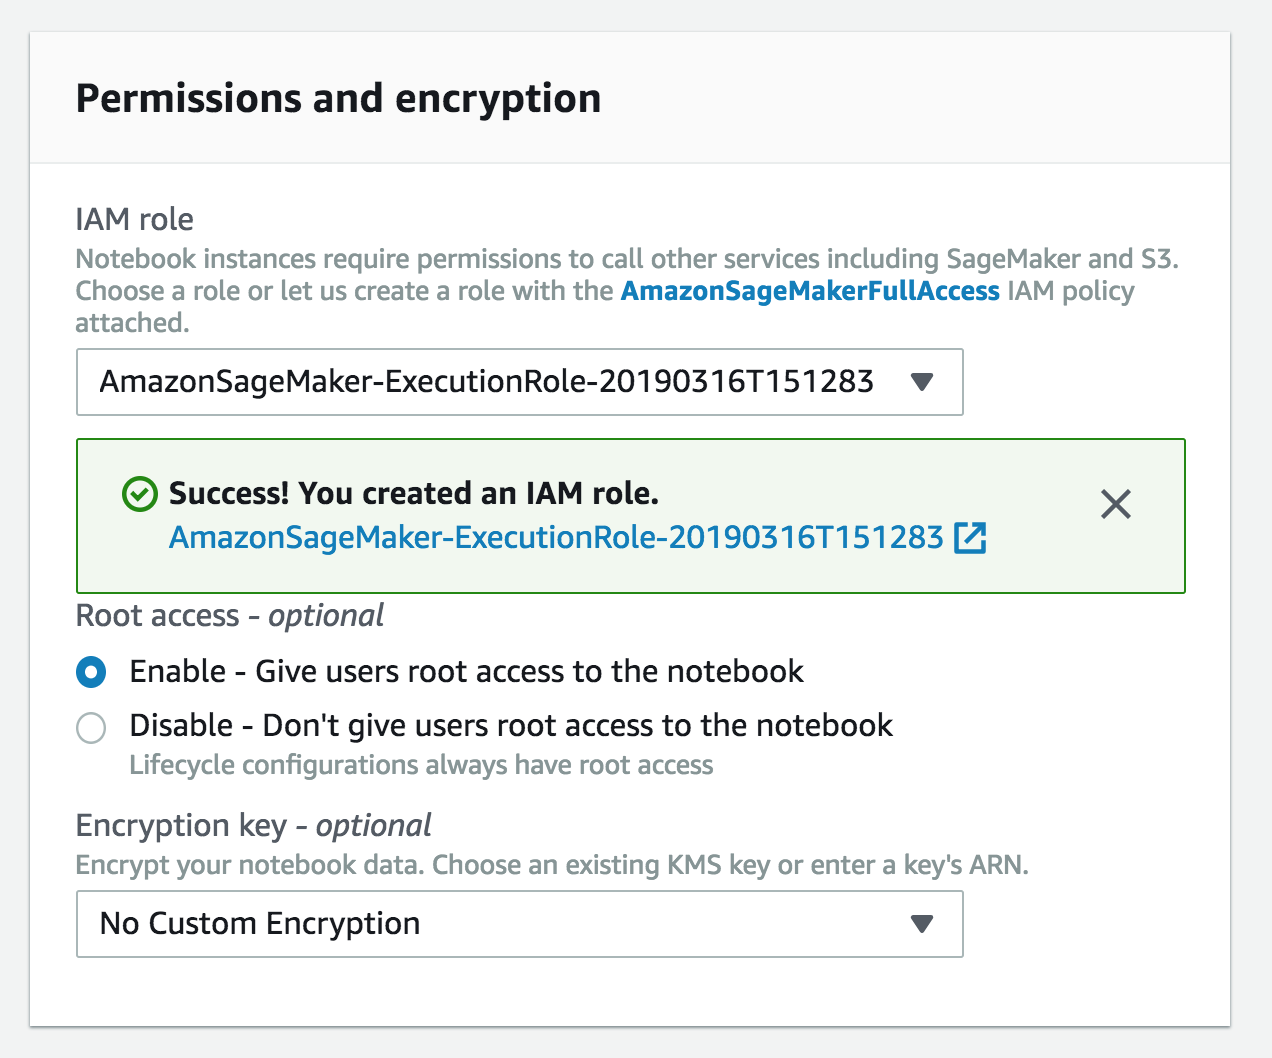 Permissions and encryption
IAM role
Notebook instances require permissions to call other services including SageMaker and S3.
Choose a role or let us create a role with the AmazonSageMakerFullAccess IAM policy
attached.
AmazonSageMaker-ExecutionRole-20190316T151283
Success! You created an IAM role.
AmazonSageMaker-ExecutionRole-20190316T151283
Root access - optional
Enable - Give users root access to the notebook
Disable - Don't give users root access to the notebook
Lifecycle configurations always have root access
Encryption key - optional
Encrypt your notebook data. Choose an existing KMS key or enter a key's ARN.
No Custom Encryption